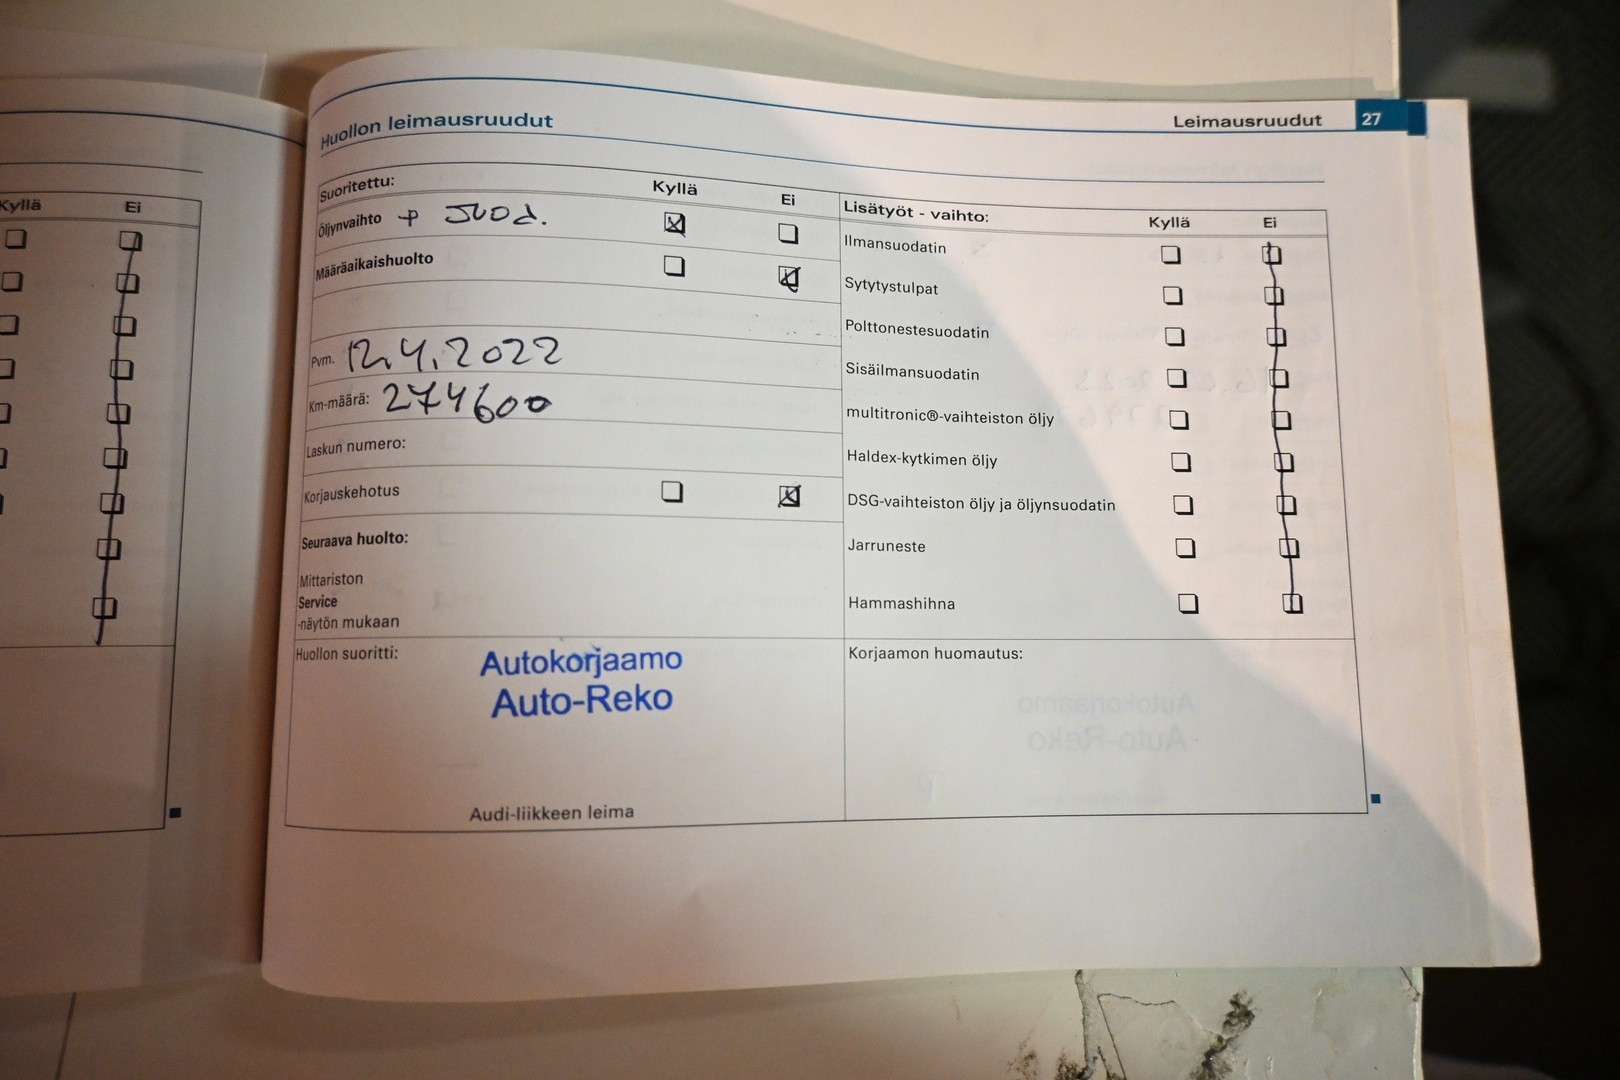 Kyllä Ei
Huollon leimausruudut
Leimausruudut 27
Suoritettu: Kyllä Ei
Öljynvaihto + Suod.
Määräaikaishuolto
Pvm. 12.4.2022
Km-määrä: 274600
Laskun numero:
Korjauskehotus
Seuraava huolto:
Mittariston
Service
-näytön mukaan
Huollon suoritti:
Autokorjaamo
Auto-Reko
Audi-liikkeen leima
Lisätyöt - vaihto: Kyllä Ei
Ilmansuodatin
Sytytystulpat
Polttonestesuodatin
Sisäilmansuodatin
multitronic®-vaihteiston öljy
Haldex-kytkimen öljy
DSG-vaihteiston öljy ja öljynsuodatin
Jarruneste
Hammashihna
Korjaamon huomautus: